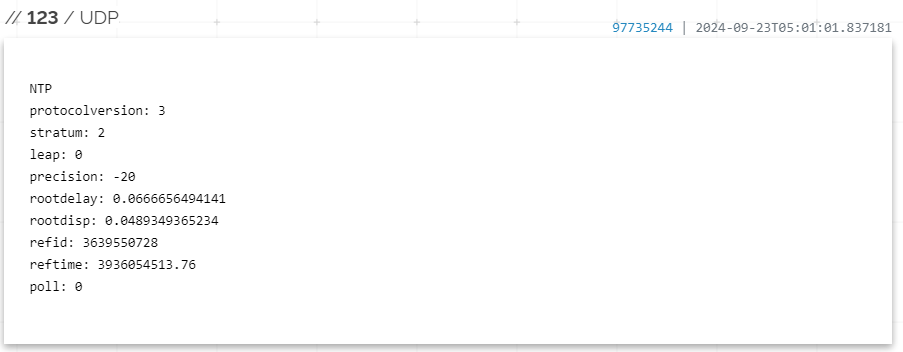 // 123 / UDP
97735244 | 2024-09-23T05:01:01.837181
NTP
protocolversion: 3
stratum: 2
leap: 0
precision: -20
rootdelay: 0.0666656494141
rootdisp: 0.0489349365234
refid: 3639550728
reftime: 3936054513.76
poll: 0